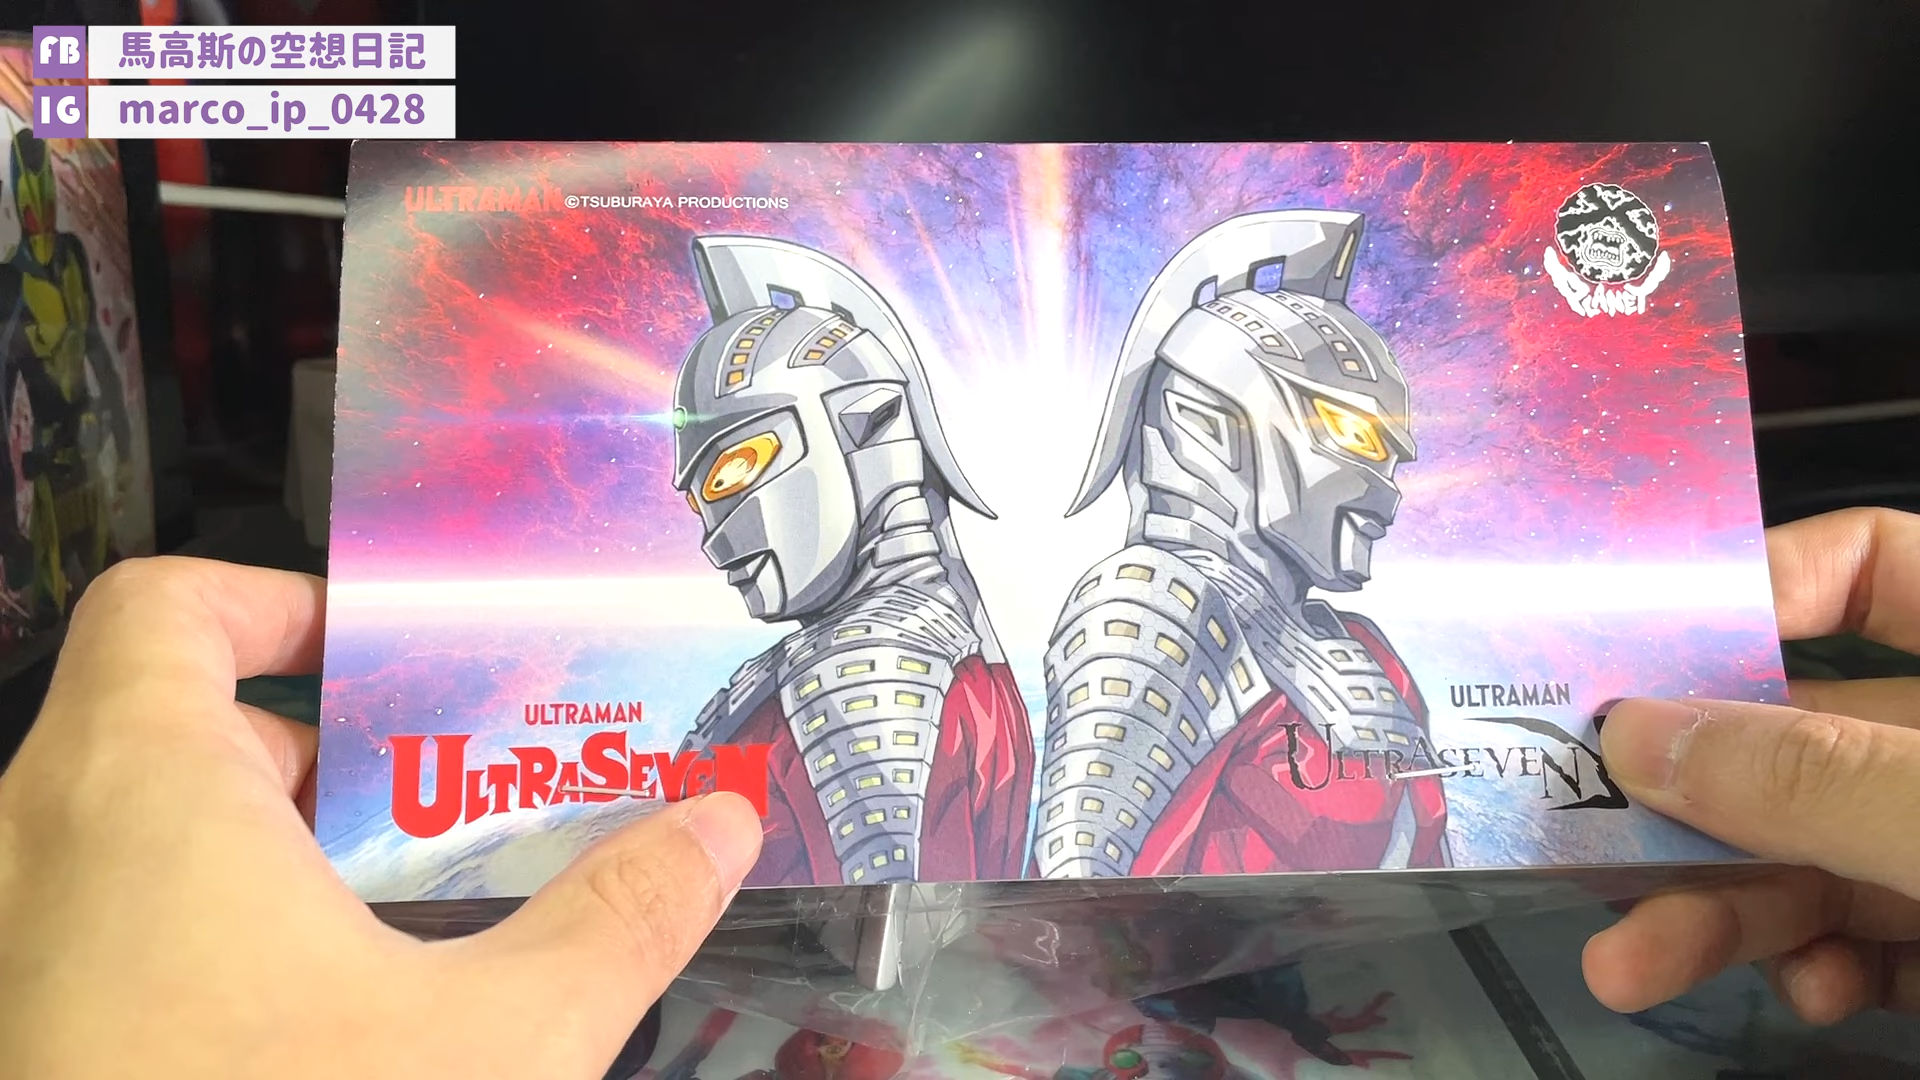 FB 馬高斯の空想日記
IG marco_ip_0428
ULTRAMAN ©TSUBURAYA PRODUCTIONS
PLANET
ULTRAMAN
ULTRASEVEN
ULTRAMAN
ULTRASEVEN